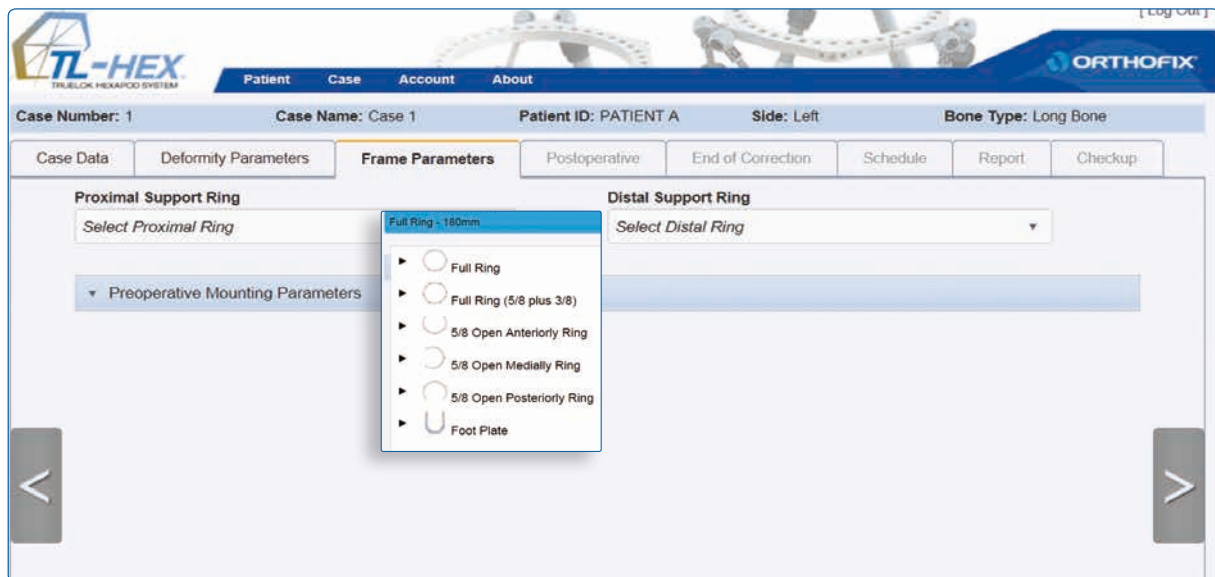 [ Log Out ]
TL-HEX
TRUELOK HEXAPOD SYSTEM
Patient Case Account About
ORTHOFIX
Case Number: 1 Case Name: Case 1 Patient ID: PATIENT A Side: Left Bone Type: Long Bone
Case Data Deformity Parameters Frame Parameters Postoperative End of Correction Schedule Report Checkup
Proximal Support Ring Distal Support Ring
Select Proximal Ring Select Distal Ring
Full Ring - 180mm
Full Ring
Preoperative Mounting Parameters
Full Ring (5/8 plus 3/8)
5/8 Open Anteriorly Ring
5/8 Open Medially Ring
5/8 Open Posteriorly Ring
Foot Plate
< >